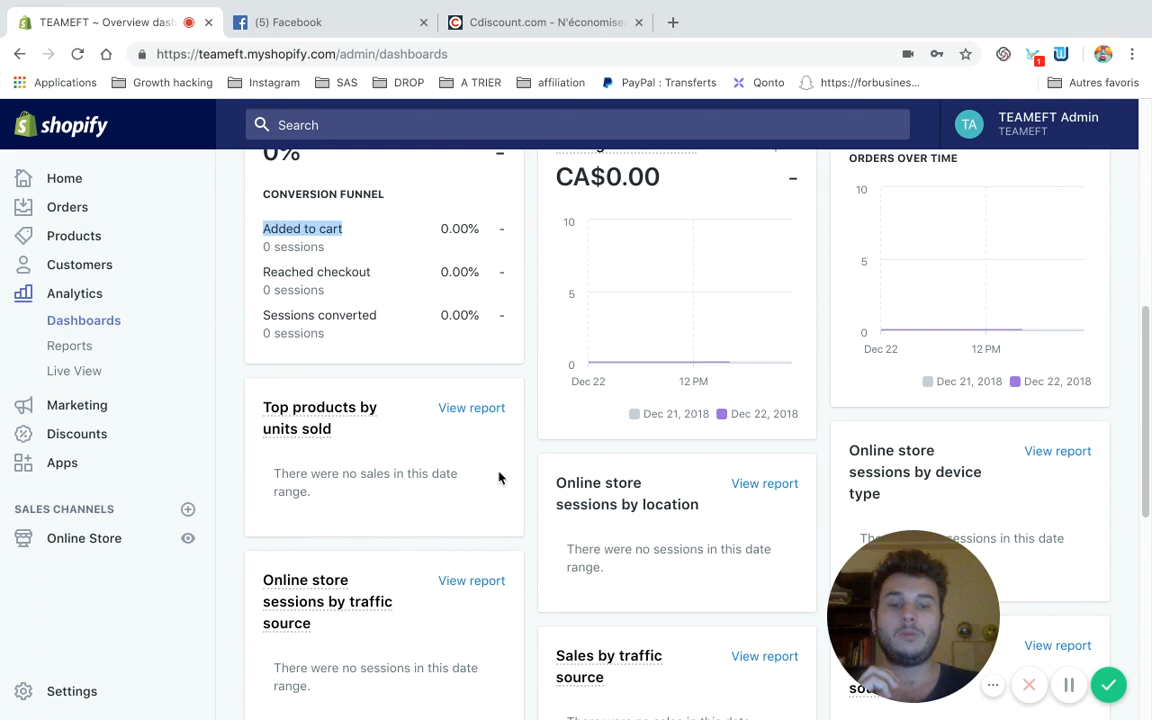 TEAMEFT ~ Overview dash
(5) Facebook
Cdiscount.com - N'économisez
https://teameft.myshopify.com/admin/dashboards
1
Applications
Growth hacking
Instagram
SAS
DROP
A TRIER
affiliation
PayPal : Transferts
Qonto
https://forbusines...
Autres favoris
shopify
Search
TA
TEAMEFT Admin
TEAMEFT
Home
Orders
Products
Customers
Analytics
Dashboards
Reports
Live View
Marketing
Discounts
Apps
SALES CHANNELS
Online Store
Settings
0% -
CONVERSION FUNNEL
Added to cart 0.00% -
0 sessions
Reached checkout 0.00% -
0 sessions
Sessions converted 0.00% -
0 sessions
Top products by
units sold
View report
There were no sales in this date
range.
Online store
sessions by traffic
source
View report
There were no sessions in this date
range.
CA$0.00 -
10
5
0
Dec 22 12 PM
Dec 21, 2018 Dec 22, 2018
Online store
sessions by location
View report
There were no sessions in this date
range.
Sales by traffic
source
View report
ORDERS OVER TIME
10
5
0
Dec 22 12 PM
Dec 21, 2018 Dec 22, 2018
Online store
sessions by device
type
View report
essions in this date
View report